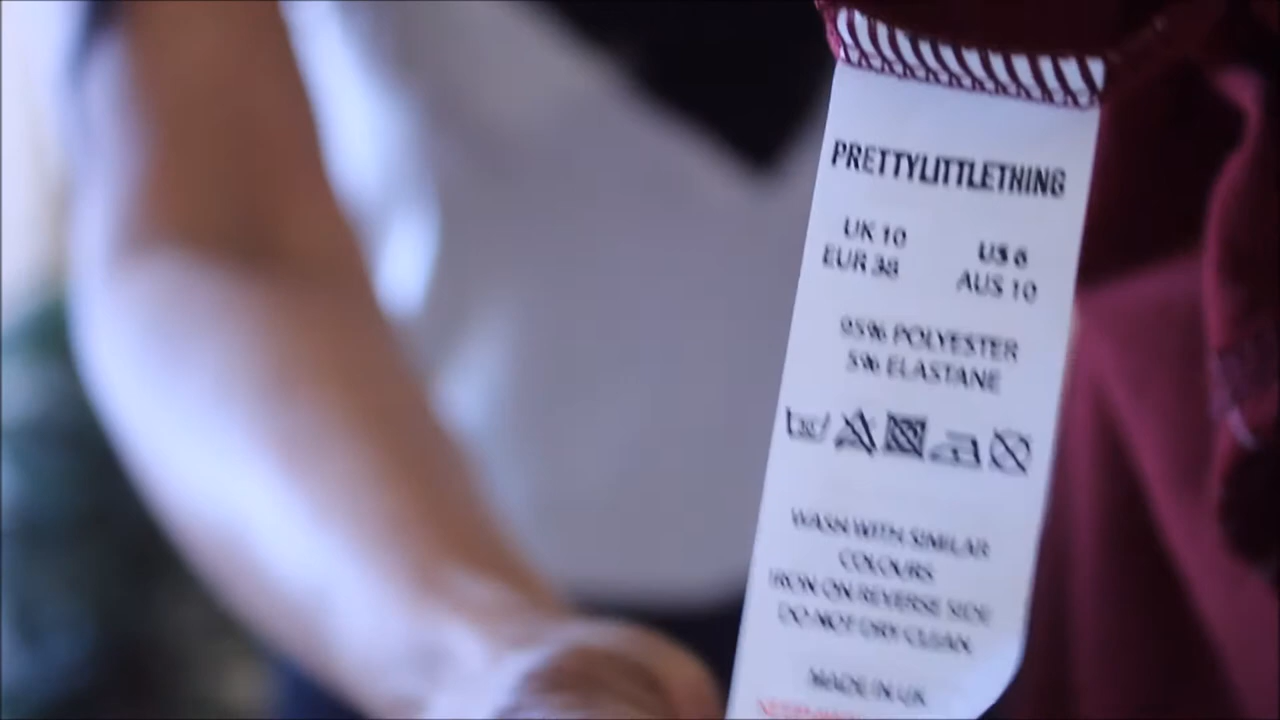 PRETTYLITTLETHING
UK 10 US 6
EUR 38 AUS 10
95% POLYESTER
5% ELASTANE
WASH WITH SIMILAR
COLOURS
IRON ON REVERSE SIDE
DO NOT DRY CLEAN
MADE IN UK